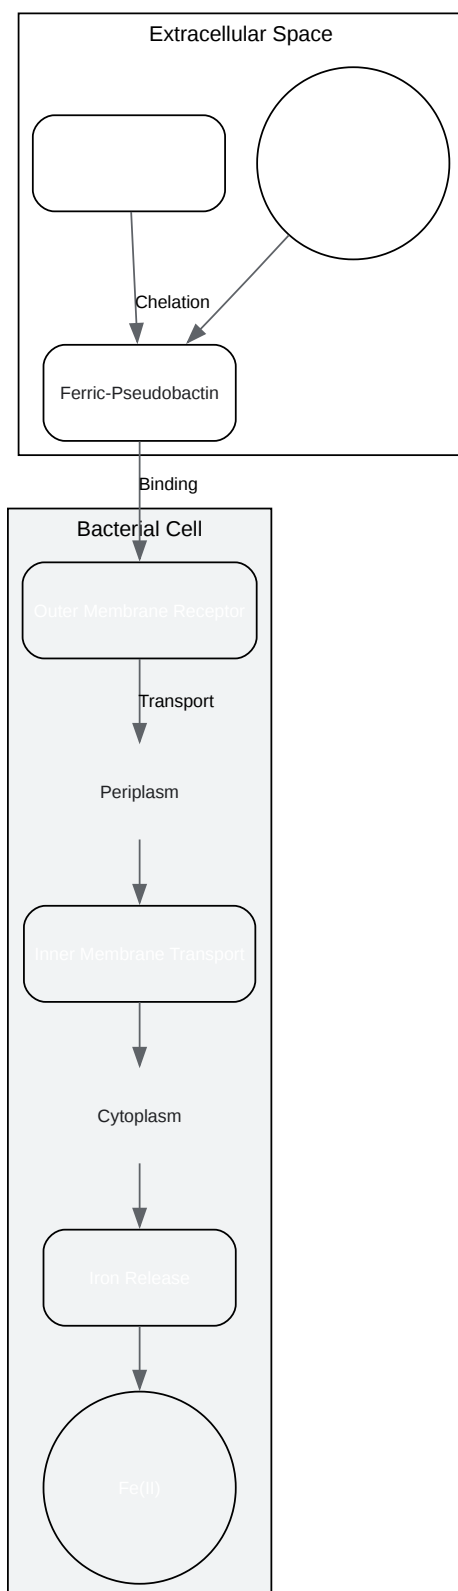 Extracellular Space
Chelation
Ferric-Pseudobactin
Binding
Bacterial Cell
Outer Membrane Receptor
Transport
Periplasm
Inner Membrane Transport
Cytoplasm
Iron Release
Fe(II)